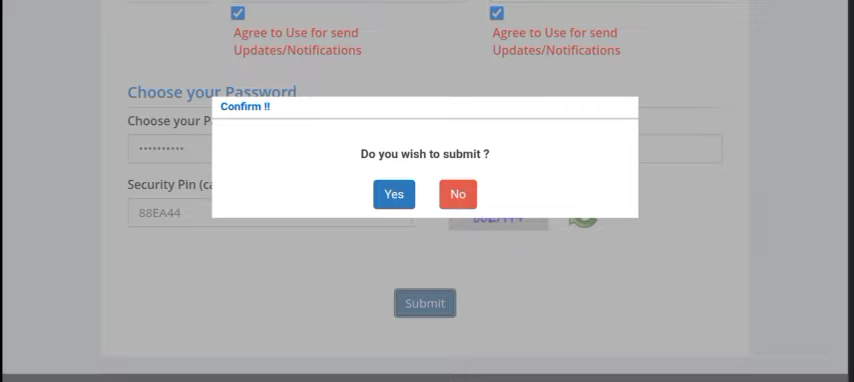 Agree to Use for send
Updates/Notifications
Agree to Use for send
Updates/Notifications
Choose your Password
Confirm !!
Choose your P
Do you wish to submit ?
Security Pin (ca
Yes
No
88EA44
Submit